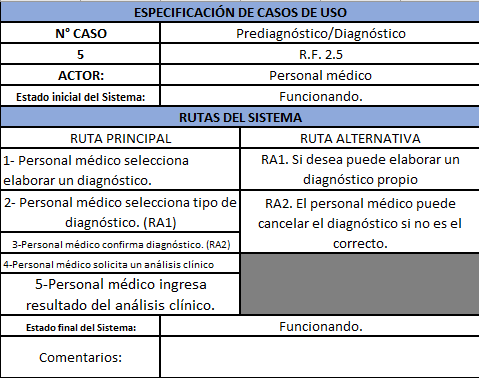 ESPECIFICACIÓN DE CASOS DE USO
N° CASO
Prediagnóstico/Diagnóstico
5
R.F. 2.5
ACTOR:
Personal médico
Estado inicial del Sistema:
Funcionando.
RUTAS DEL SISTEMA
RUTA PRINCIPAL
RUTA ALTERNATIVA
1- Personal médico selecciona
elaborar un diagnóstico.
RA1. Si desea puede elaborar un
diagnóstico propio
2- Personal médico selecciona tipo de
diagnóstico. (RA1)
3-Personal médico confirma diagnóstico. (RA2)
RA2. El personal médico puede
cancelar el diagnóstico si no es el
correcto.
4-Personal médico solicita un análisis clínico
5-Personal médico ingresa
resultado del análisis clínico.
Estado final del Sistema:
Funcionando.
Comentarios: